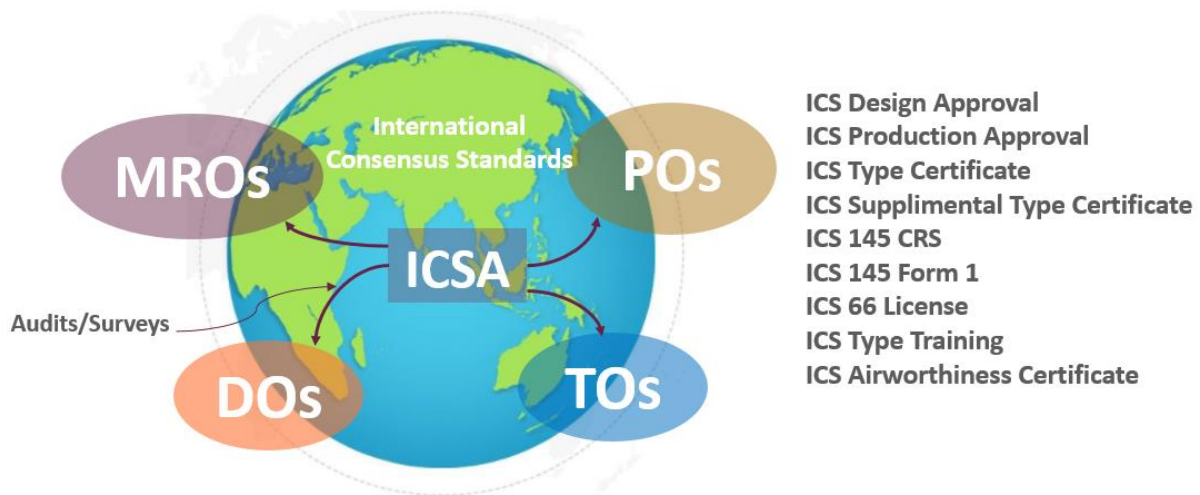 International
Consensus Standards
MROs
POs
ICSA
Audits/Surveys
DOs
TOs
ICS Design Approval
ICS Production Approval
ICS Type Certificate
ICS Supplimental Type Certificate
ICS 145 CRS
ICS 145 Form 1
ICS 66 License
ICS Type Training
ICS Airworthiness Certificate